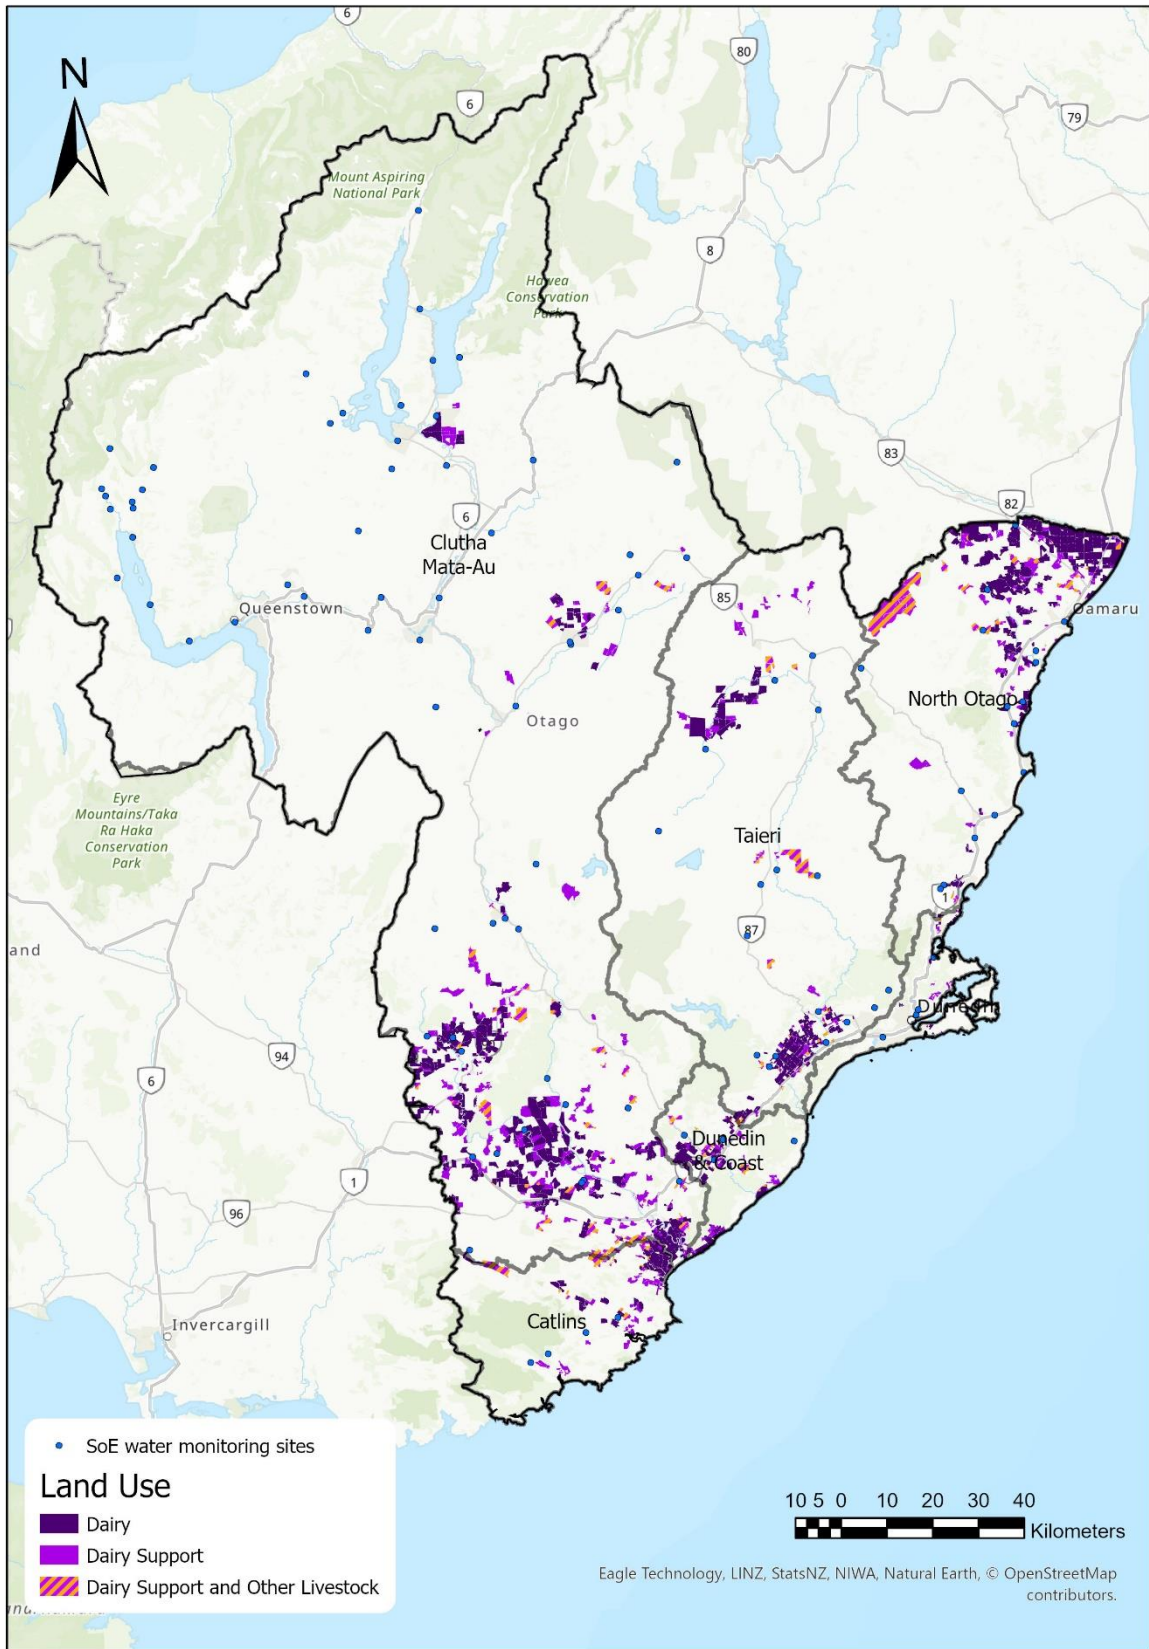 6
N
80
6
79
Mount Aspiring
National Park
8
Hawea
Conservation
Park
83
82
6
Clutha
Mata-Au
85
Queenstown
Oamaru
North Otago
Otago
Eyre
Mountains/Taka
Ra Haka
Conservation
Park
Taieri
1
87
and
Dunedin
94
6
Dunedin
& Coast
1
96
Catlins
Invercargill
SoE water monitoring sites
Land Use
Dairy
Dairy Support
Dairy Support and Other Livestock
10 5 0 10 20 30 40
Kilometers
Eagle Technology, LINZ, StatsNZ, NIWA, Natural Earth, © OpenStreetMap
contributors.